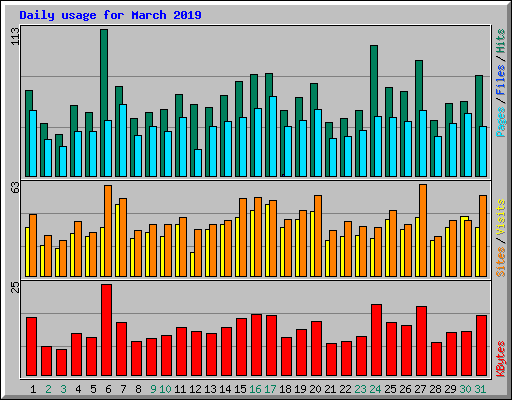 Daily usage for March 2019
113
Pages / Files / Hits
63
Sites / Visits
25
KBytes
1 2 3 4 5 6 7 8 9 10 11 12 13 14 15 16 17 18 19 20 21 22 23 24 25 26 27 28 29 30 31